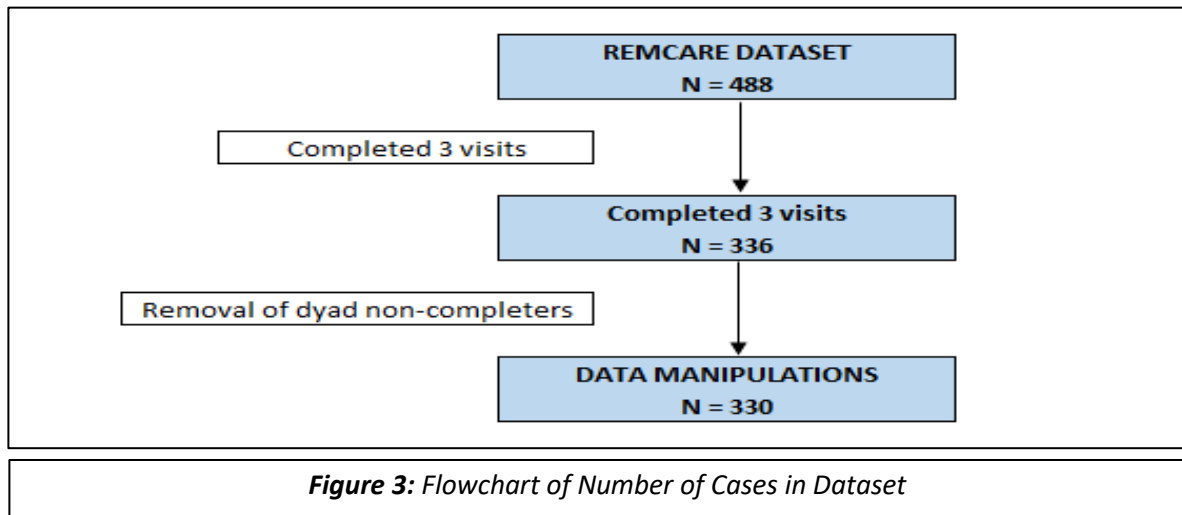 REMCARE DATASET
N = 488
Completed 3 visits
Completed 3 visits
N = 336
Removal of dyad non-completers
DATA MANIPULATIONS
N = 330
Figure 3: Flowchart of Number of Cases in Dataset